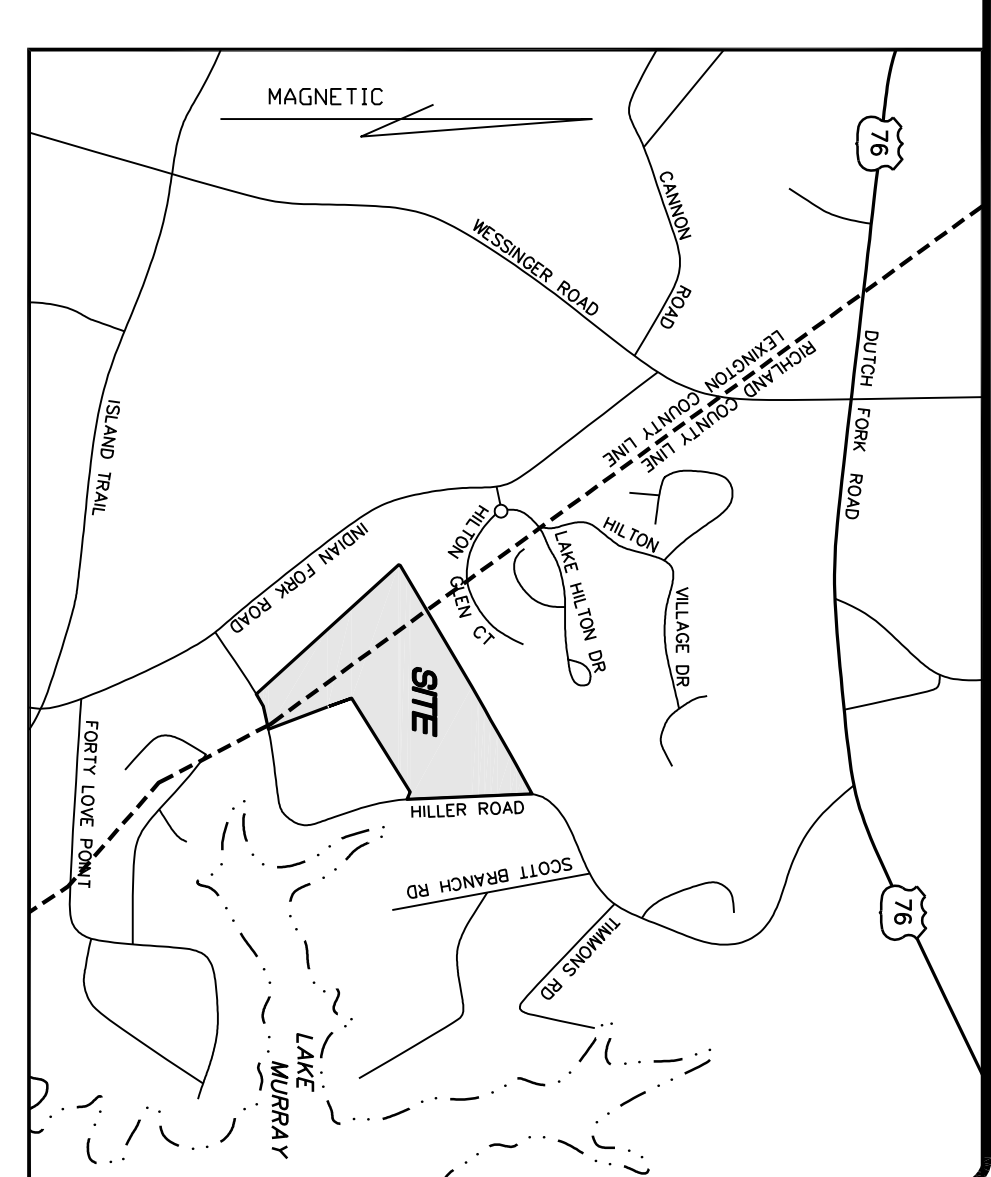 MAGNETIC
76
CANNON
ROAD
WESSINGER ROAD
LEXINGTON COUNTY LINE
RICHLAND COUNTY LINE
DUTCH FORK ROAD
ISLAND TRAIL
INDIAN FORK ROAD
HILTON
GLEN CT
LAKE HILTON DR
HILTON
VILLAGE DR
SITE
FORTY LOVE POINT
HILLER ROAD
SCOTT BRANCH RD
TIMMONS RD
76
LAKE
MURRAY